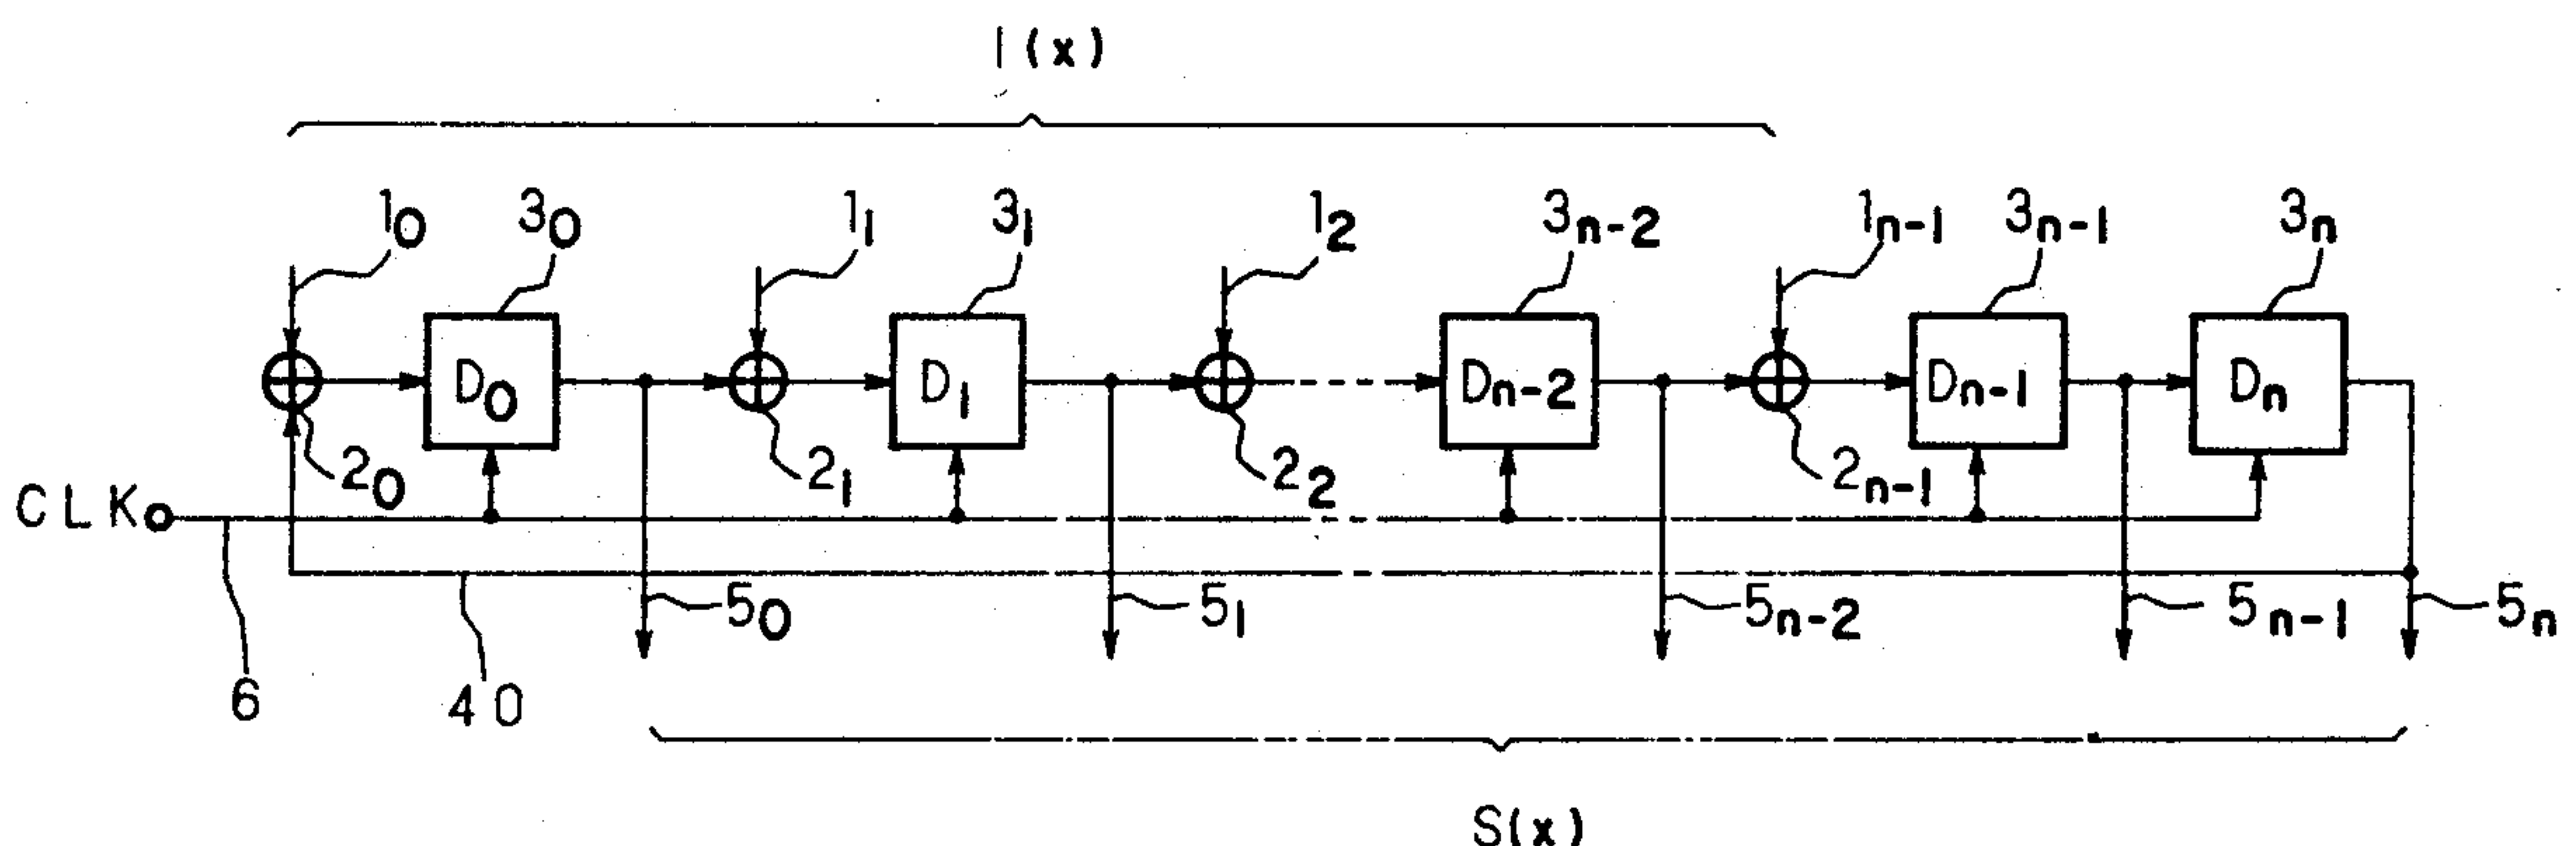 I(x)
1₀ 3₀ 1₁ 3₁ 1₂ 3ₙ₋₂ 1ₙ₋₁ 3ₙ₋₁ 3ₙ
D₀ D₁ Dₙ₋₂ Dₙ₋₁ Dₙ
2₀ 2₁ 2₂ 2ₙ₋₁
CLK
5₀ 5₁ 5ₙ₋₂ 5ₙ₋₁ 5ₙ
6 40
S(x)